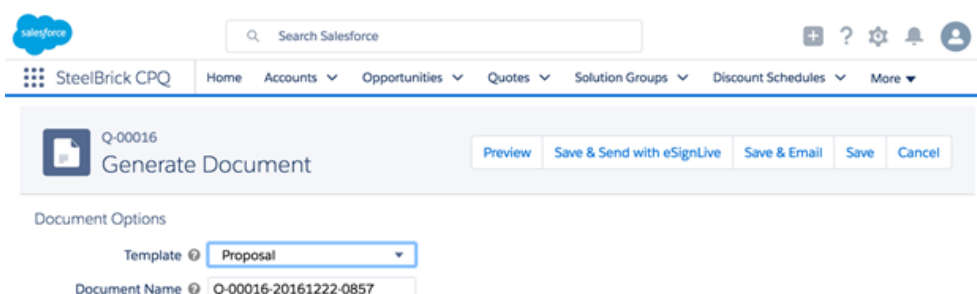 salesforce
Search Salesforce
SteelBrick CPQ Home Accounts Opportunities Quotes Solution Groups Discount Schedules More
Q-00016
Generate Document
Preview Save & Send with eSignLive Save & Email Save Cancel
Document Options
Template Proposal
Document Name Q-00016-20161222-0857